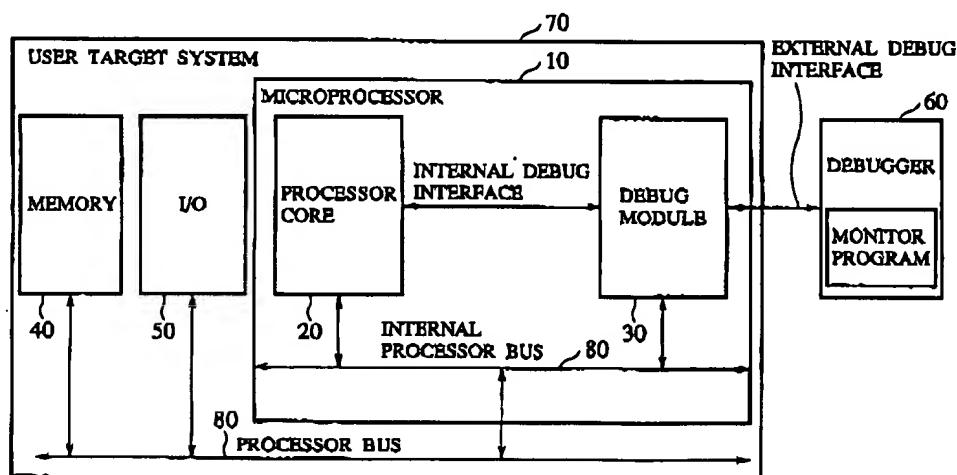 70
USER TARGET SYSTEM
10
EXTERNAL DEBUG
INTERFACE
MICROPROCESSOR
60
MEMORY
I/O
PROCESSOR
CORE
INTERNAL DEBUG
INTERFACE
DEBUG
MODULE
DEBUGGER
MONITOR
PROGRAM
40
50
20
INTERNAL
PROCESSOR BUS
30
80
80
PROCESSOR BUS